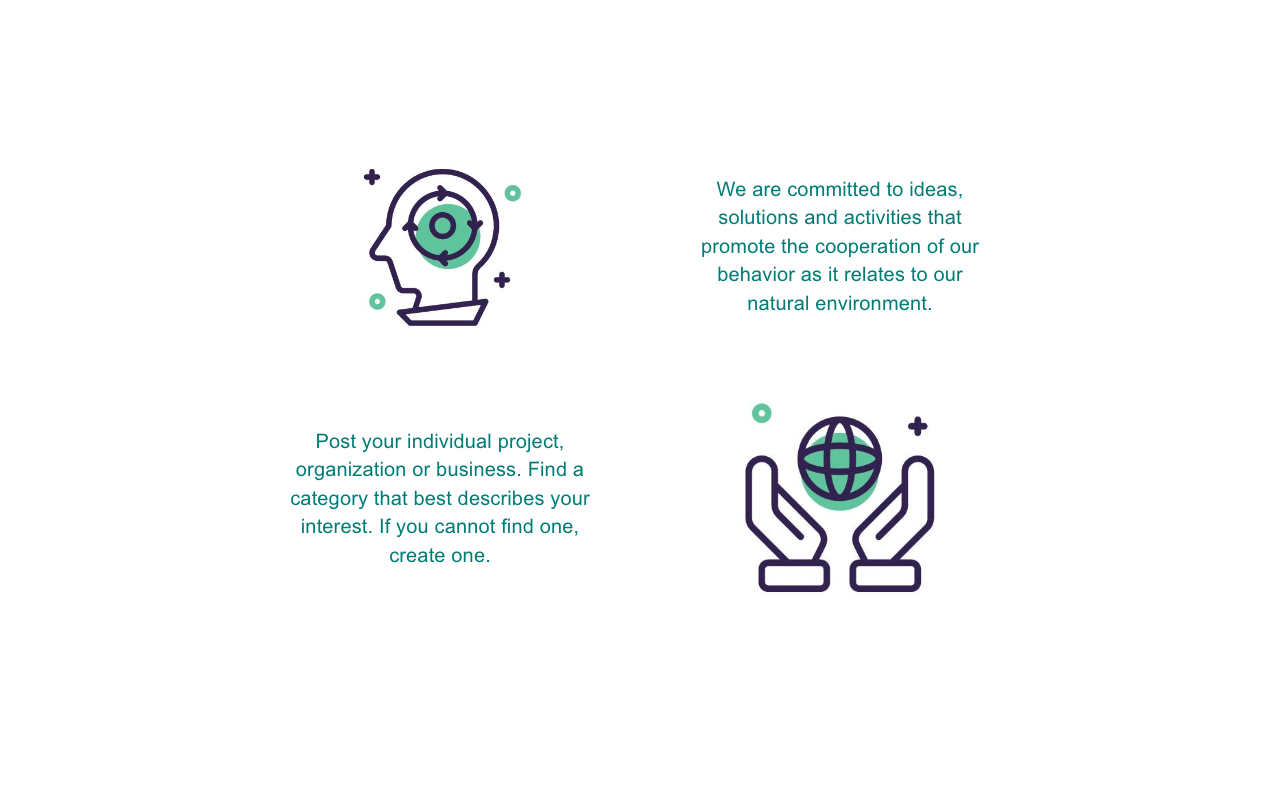 We are committed to ideas,
solutions and activities that
promote the cooperation of our
behavior as it relates to our
natural environment.
Post your individual project,
organization or business. Find a
category that best describes your
interest. If you cannot find one,
create one.